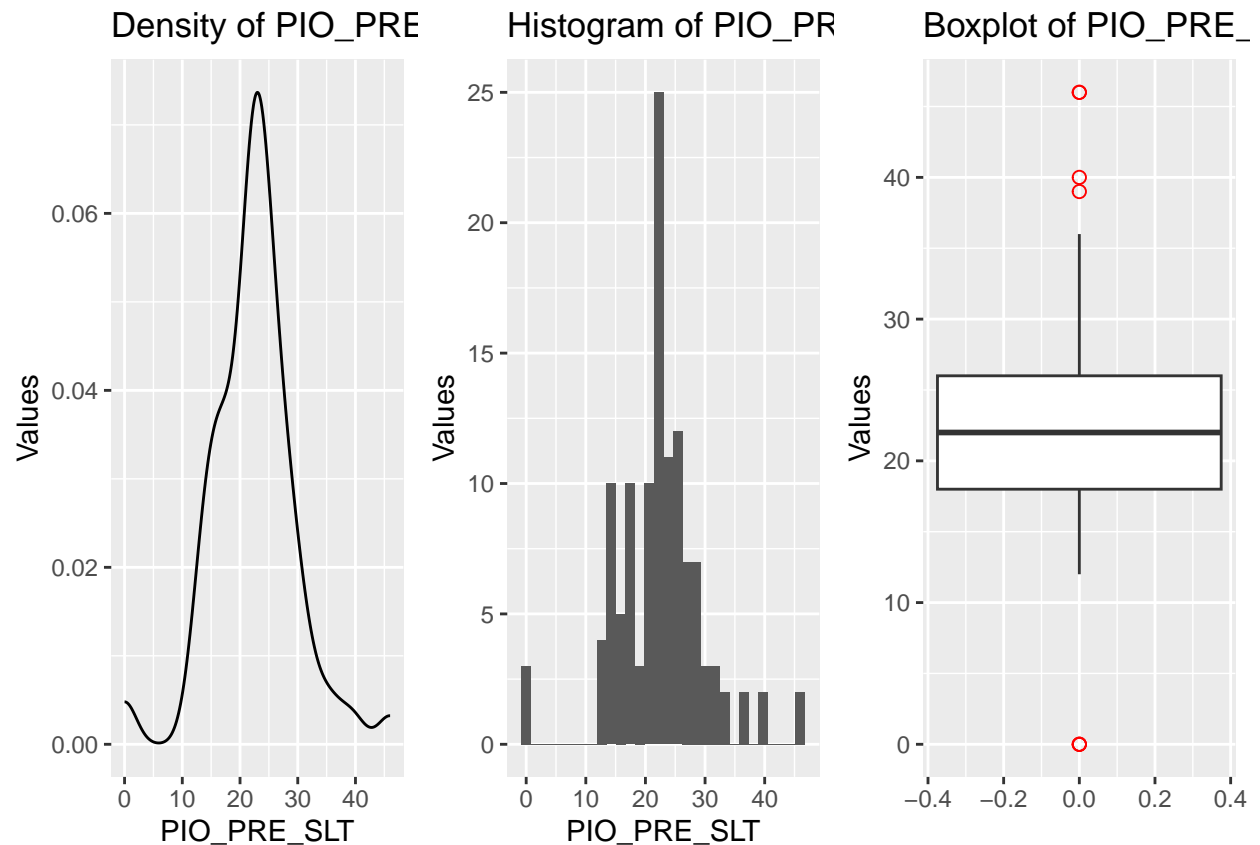 Density of PIO_PRE
Values
0.06
0.04
0.02
0.00
0 10 20 30 40
PIO_PRE_SLT
Histogram of PIO_PR
Values
25
20
15
10
5
0
0 10 20 30 40
PIO_PRE_SLT
Boxplot of PIO_PRE_
Values
40
30
20
10
0
−0.4 −0.2 0.0 0.2 0.4